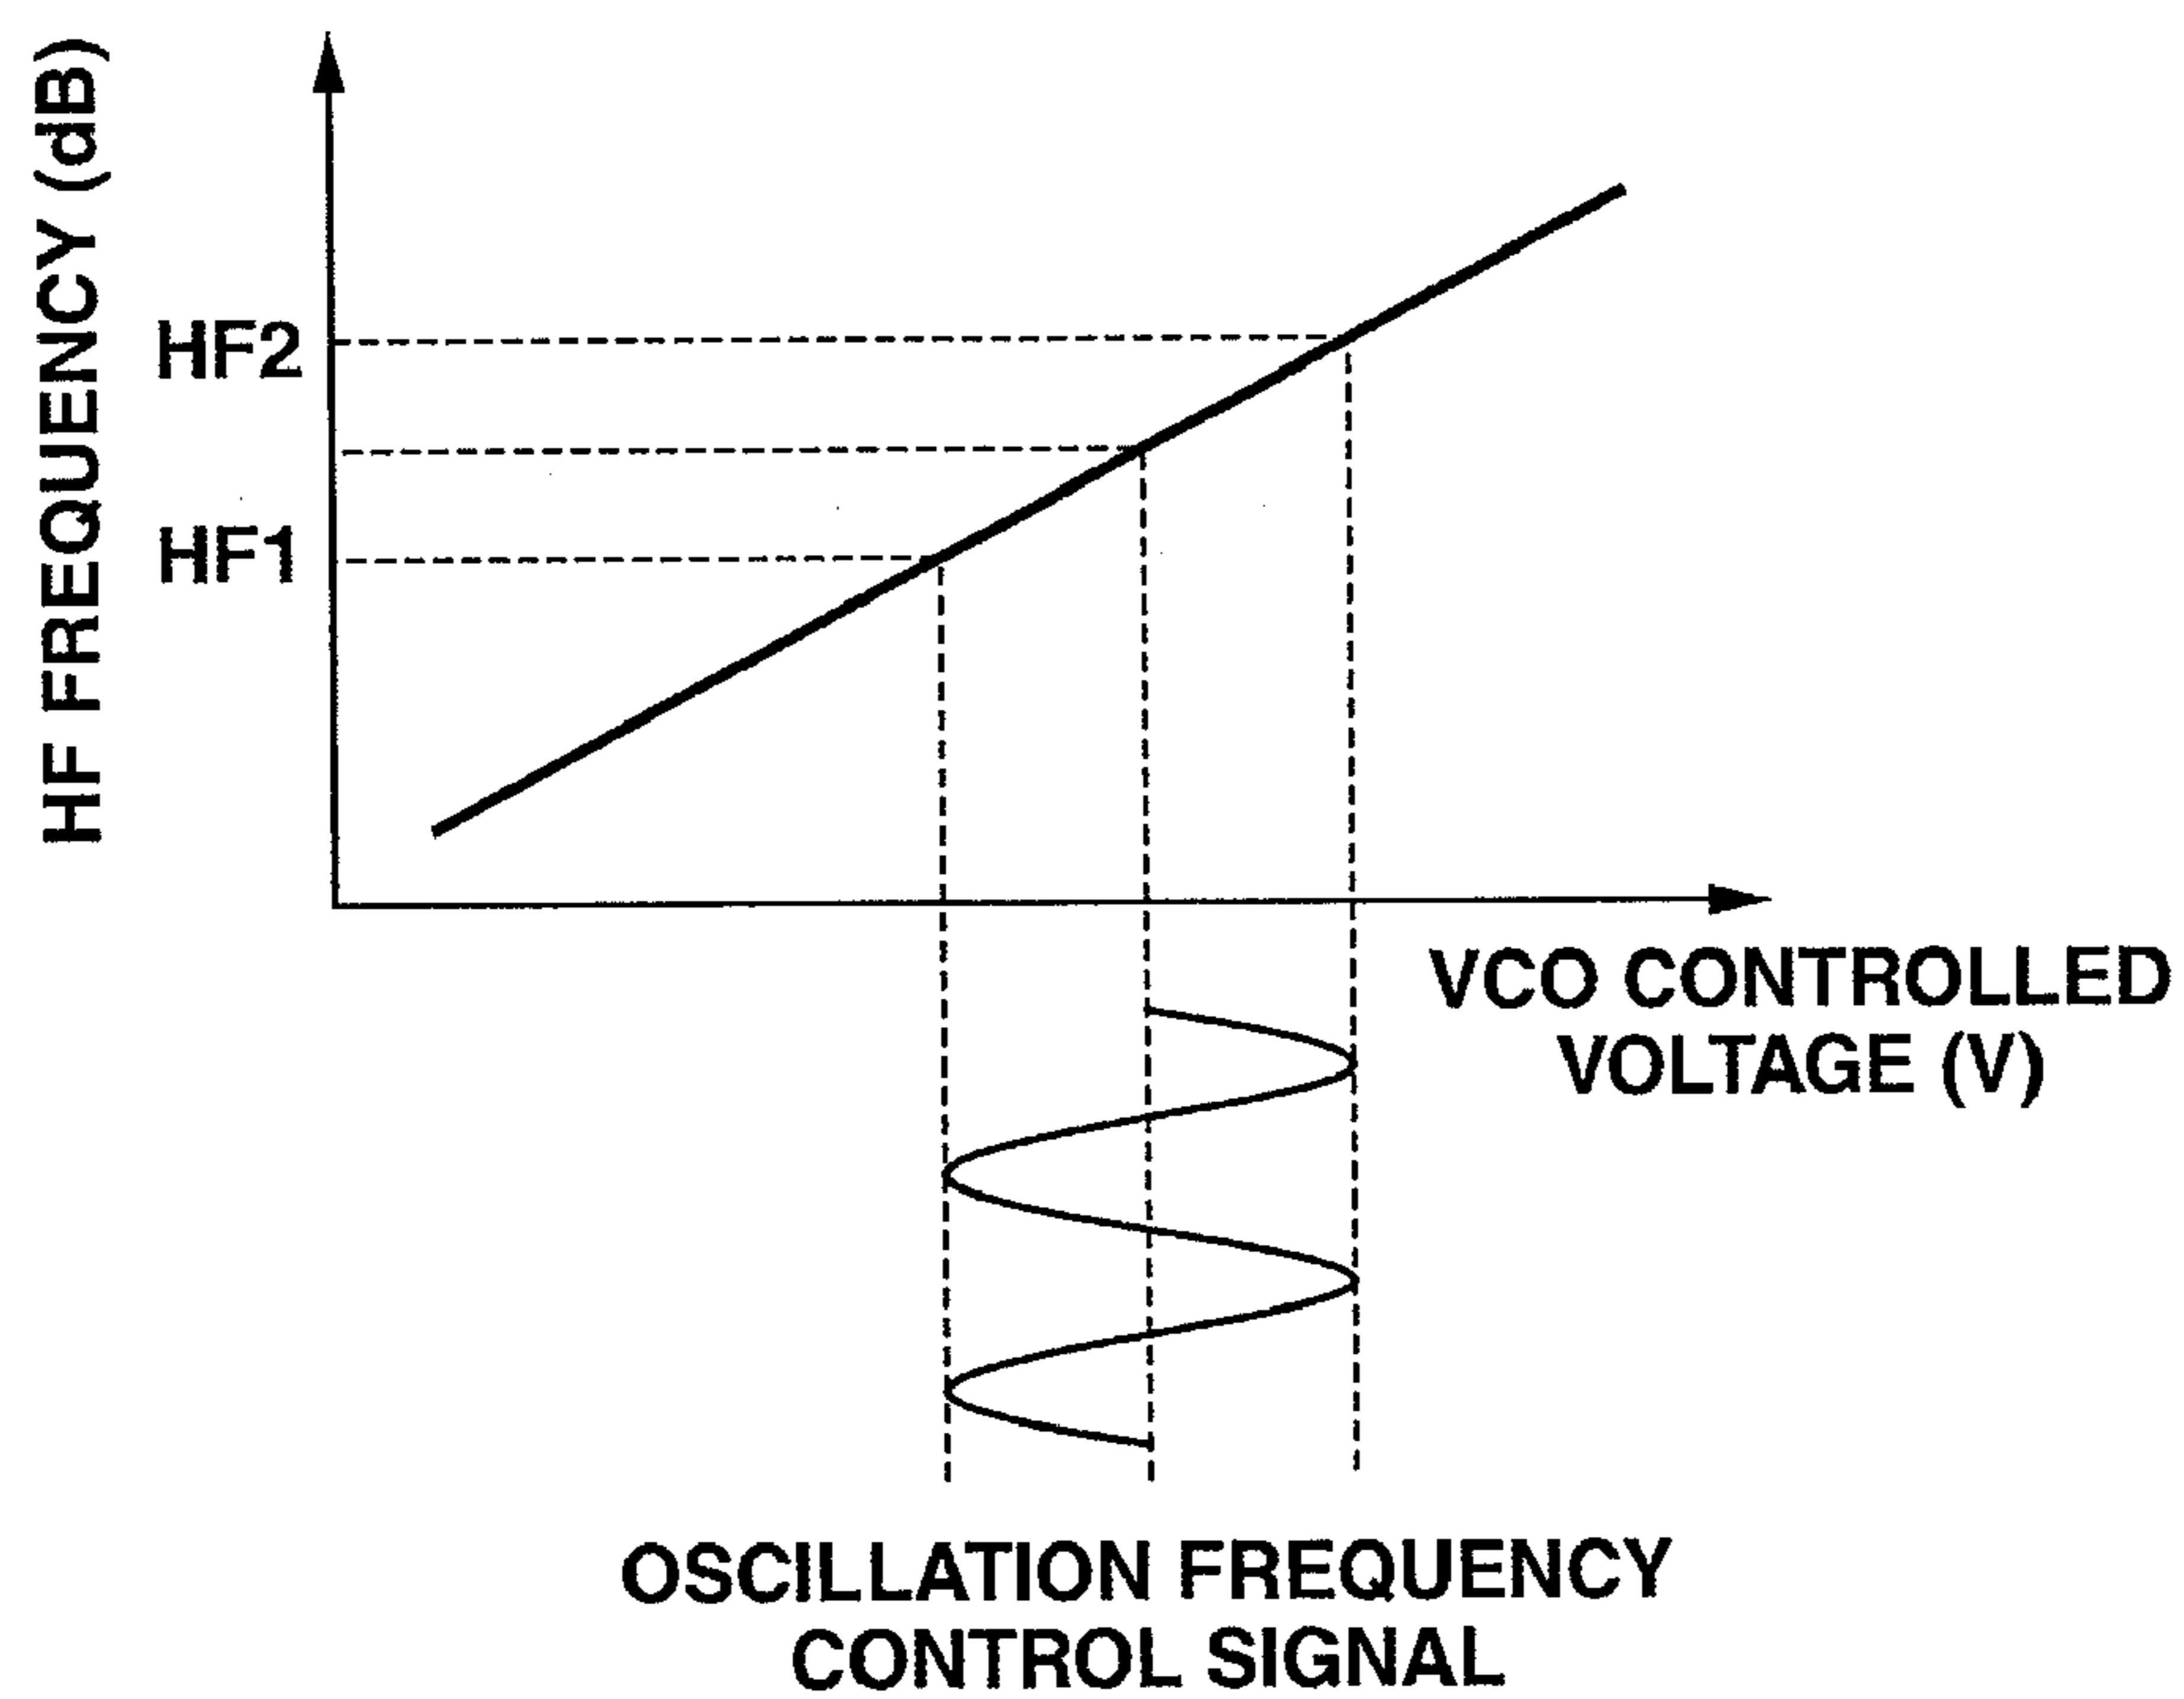 HF FREQUENCY (dB)
HF2
HF1
VCO CONTROLLED
VOLTAGE (V)
OSCILLATION FREQUENCY
CONTROL SIGNAL